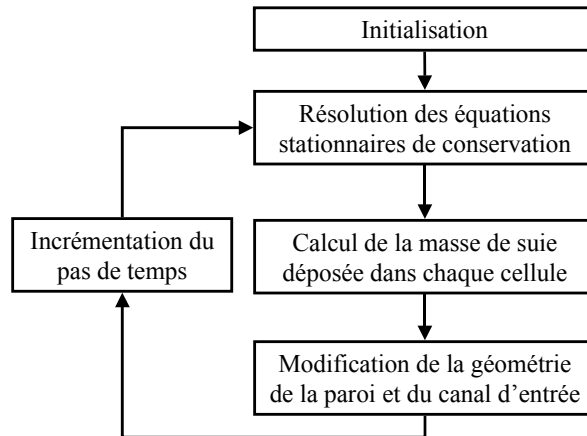 Initialisation
Résolution des équations
stationnaires de conservation
Incrémentation du
pas de temps
Calcul de la masse de suie
déposée dans chaque cellule
Modification de la géométrie
de la paroi et du canal d’entrée